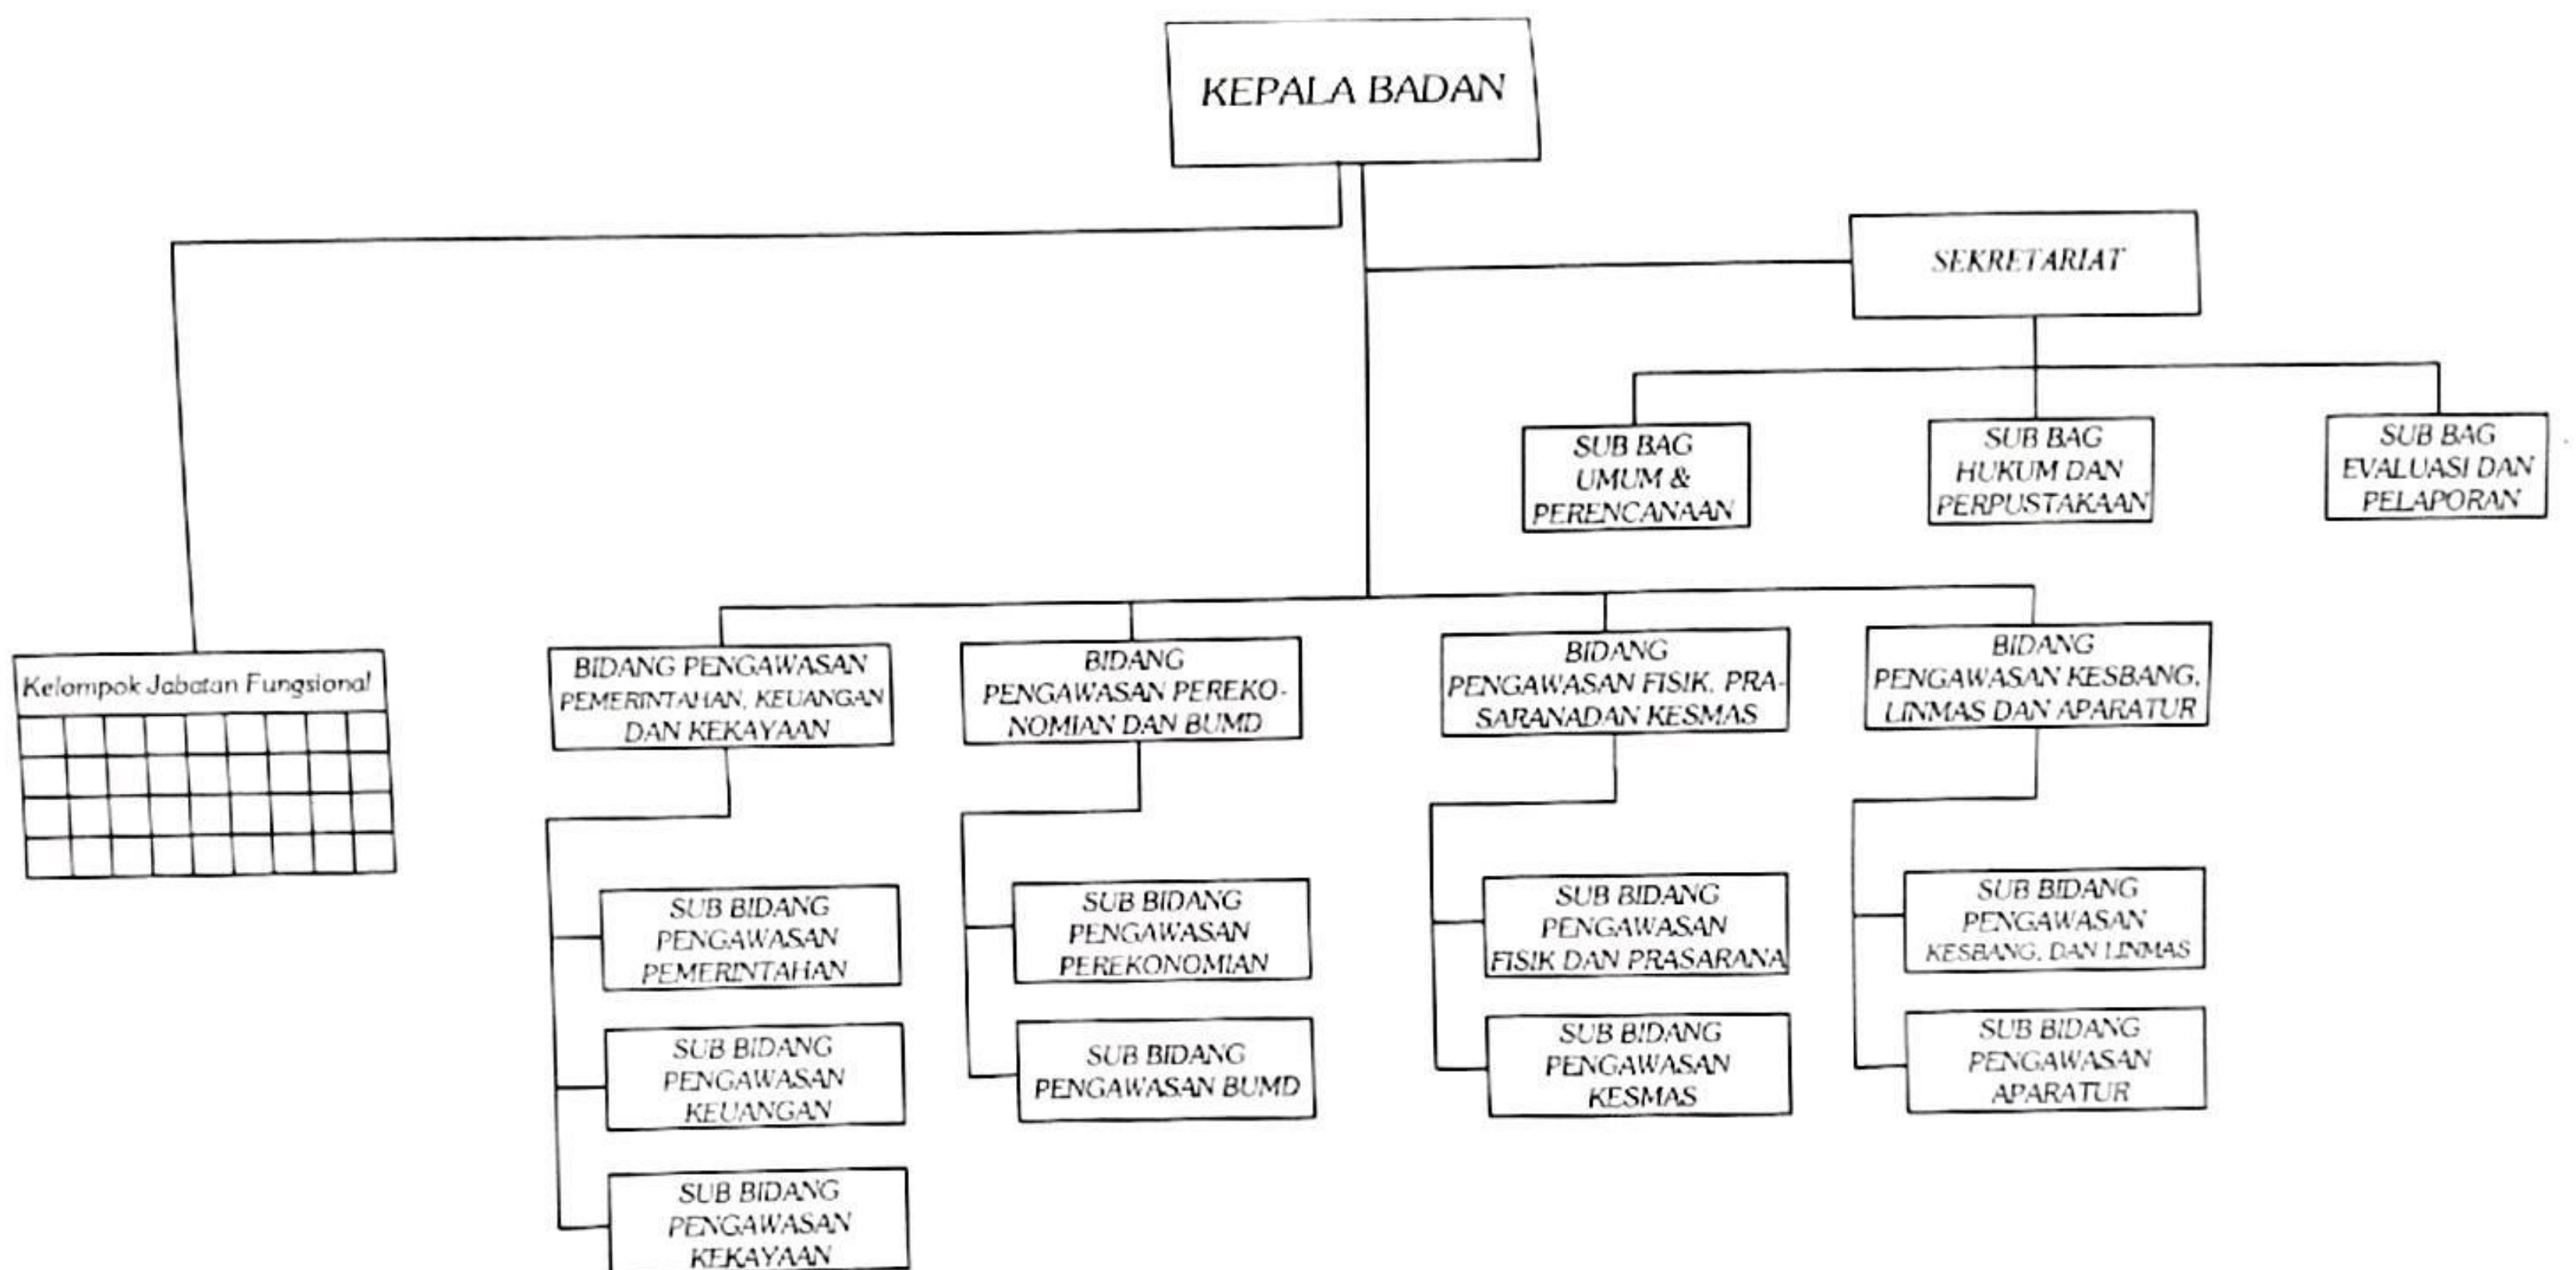 KEPALA BADAN
SEKRETARIAT
SUB BAG
UMUM &
PERENCANAAN
SUB BAG
HUKUM DAN
PERPUSTAKAAN
SUB BAG
EVALUASI DAN
PELAPORAN
Kelompok Jabatan Fungsional
BIDANG PENGAWASAN
PEMERINTAHAN, KEUANGAN
DAN KEKAYAAN
BIDANG
PENGAWASAN PEREKO-
NOMIAN DAN BUMD
BIDANG
PENGAWASAN FISIK, PRA-
SARANADAN KESMAS
BIDANG
PENGAWASAN KESBANG,
LINMAS DAN APARATUR
SUB BIDANG
PENGAWASAN
PEMERINTAHAN
SUB BIDANG
PENGAWASAN
KEUANGAN
SUB BIDANG
PENGAWASAN
KEKAYAAN
SUB BIDANG
PENGAWASAN
PEREKONOMIAN
SUB BIDANG
PENGAWASAN BUMD
SUB BIDANG
PENGAWASAN
FISIK DAN PRASARANA
SUB BIDANG
PENGAWASAN
KESMAS
SUB BIDANG
PENGAWASAN
KESBANG, DAN LINMAS
SUB BIDANG
PENGAWASAN
APARATUR